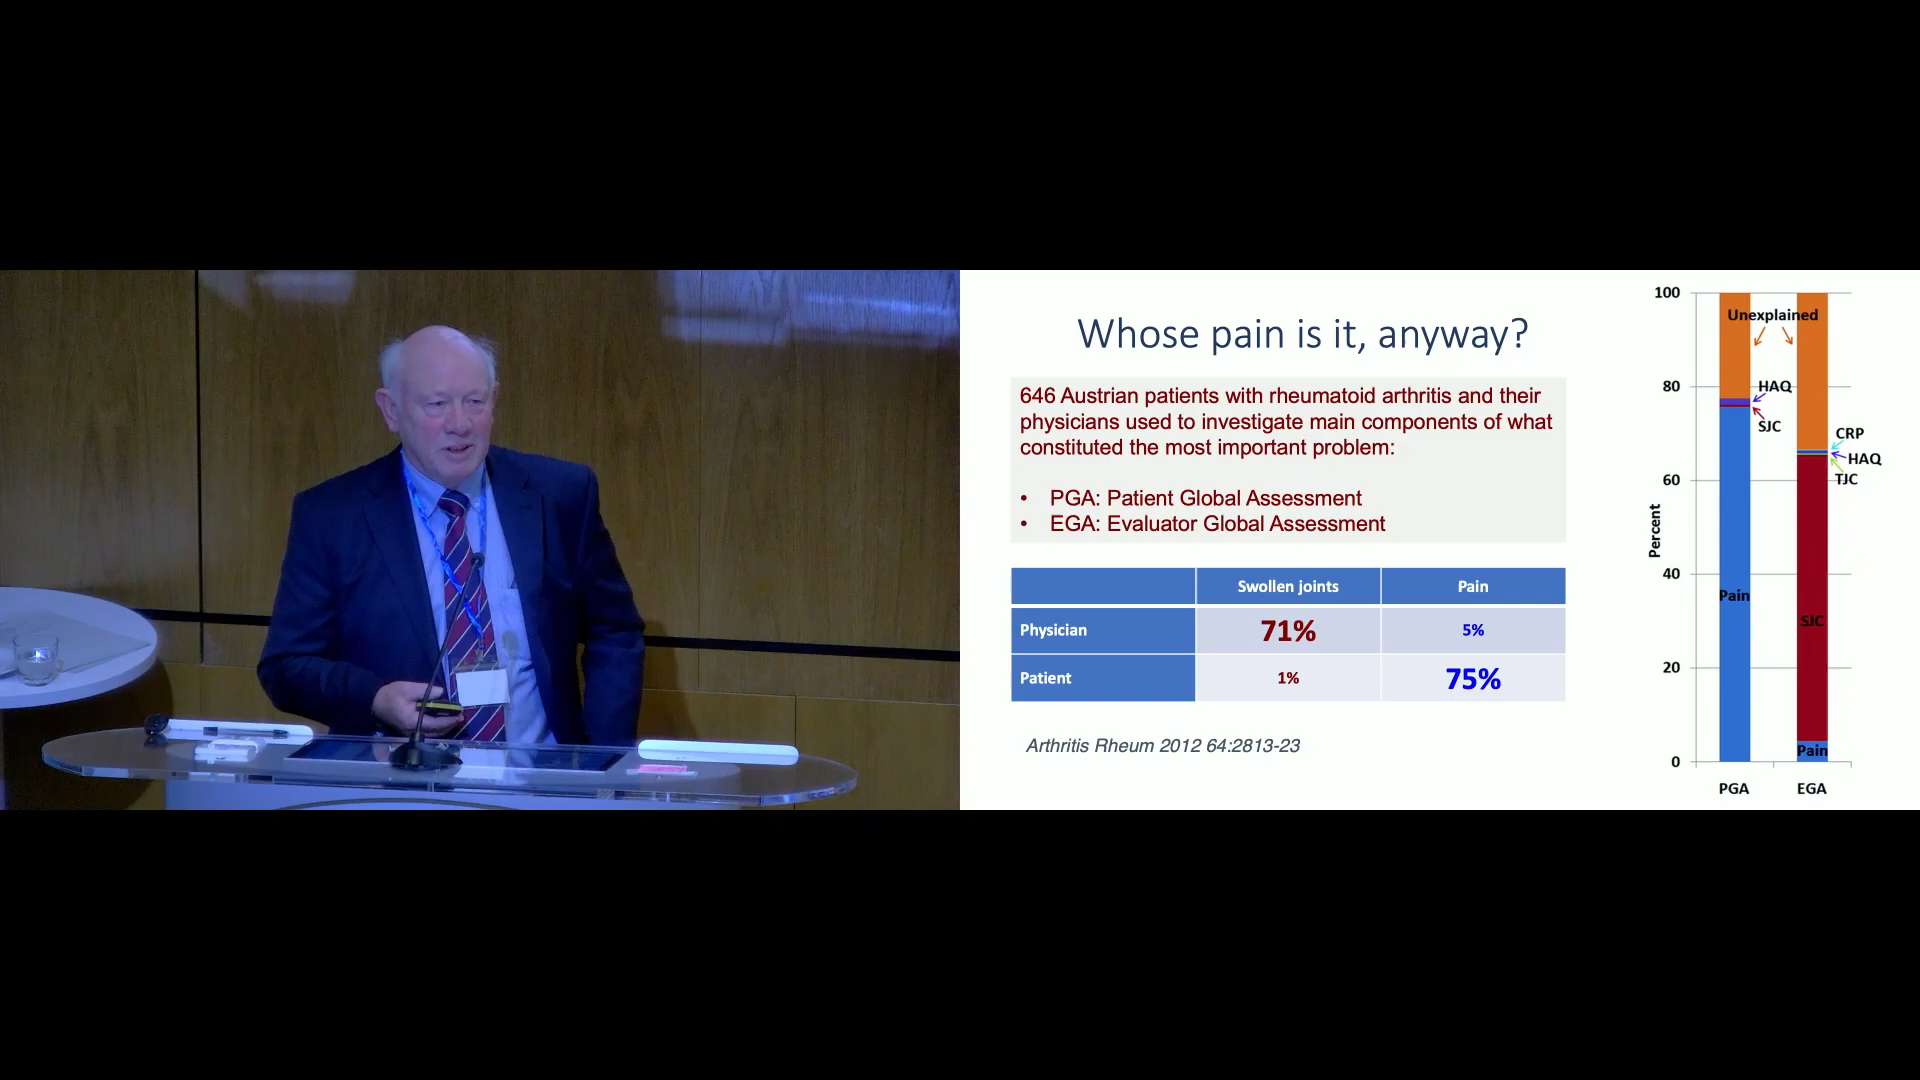 Whose pain is it, anyway?
646 Austrian patients with rheumatoid arthritis and their
physicians used to investigate main components of what
constituted the most important problem:
• PGA: Patient Global Assessment
• EGA: Evaluator Global Assessment
Swollen joints Pain
Physician 71% 5%
Patient 1% 75%
Arthritis Rheum 2012 64:2813-23
100
80
60
40
20
0
Percent
Unexplained
HAQ
SJC
CRP
HAQ
TJC
Pain
SJC
Pain
PGA EGA